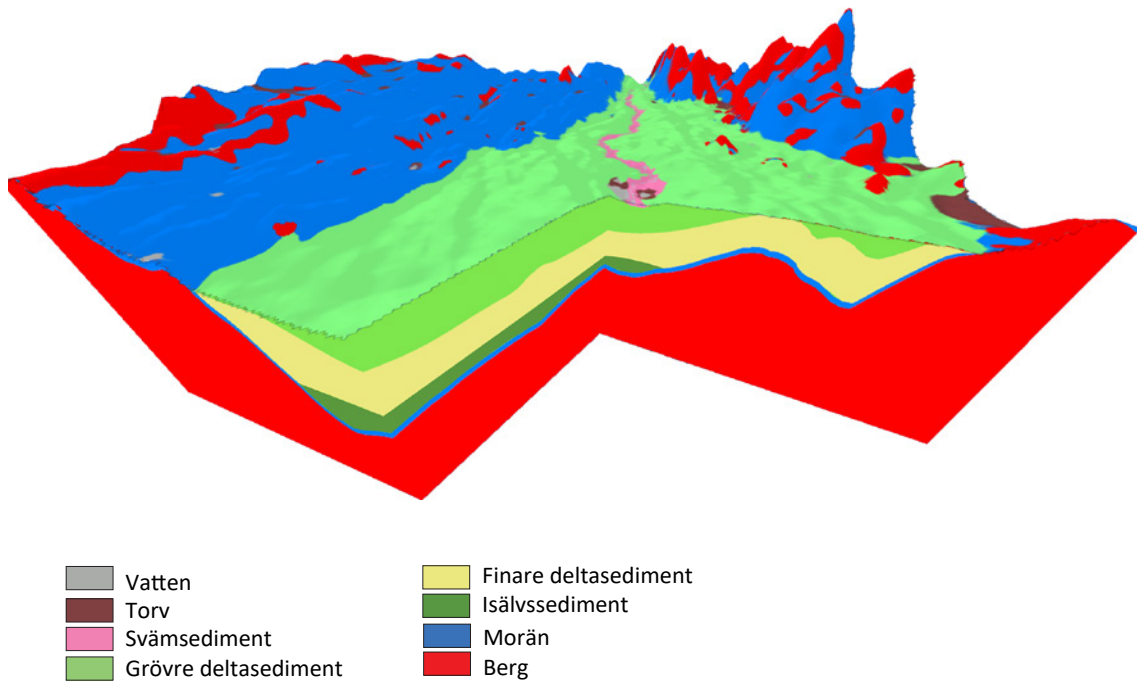 Vatten
Torv
Svämsediment
Grövre deltasediment
Finare deltasediment
Isälvssediment
Morän
Berg